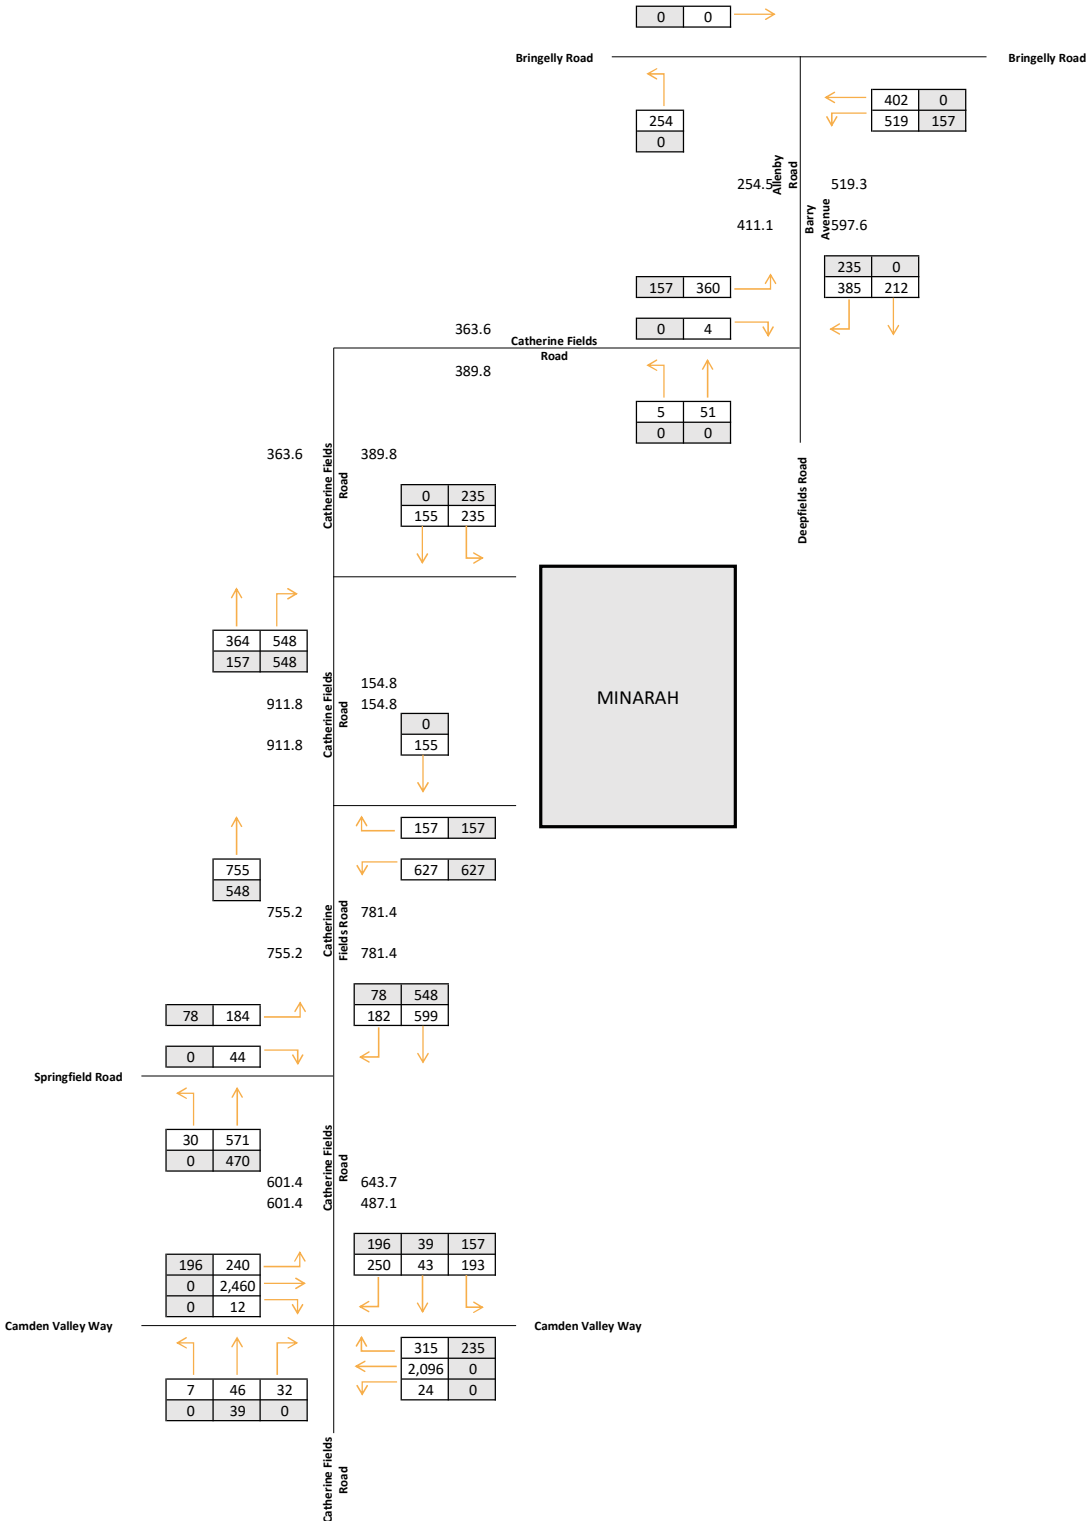 0 0
Bringelly Road Bringelly Road
402 0
254 519 157
0
Allenby
Road
254.5 519.3
Barry
Avenue
411.1 597.6
235 0
157 360 385 212
363.6 0 4
Catherine Fields
Road
389.8
5 51
0 0
Catherine Fields
Road
363.6 389.8
Deepfields Road
0 235
155 235
364 548
157 548
154.8
Catherine Fields
Road
911.8 154.8
MINARAH
0
911.8 155
157 157
755 627 627
548
755.2 781.4
Catherine
Fields Road
755.2 781.4
78 548
78 184 182 599
0 44
Springfield Road
30 571
0 470
Catherine Fields
Road
601.4 643.7
601.4 487.1
196 39 157
196 240 250 43 193
0 2,460
0 12
Camden Valley Way Camden Valley Way
315 235
2,096 0
7 46 32 24 0
0 39 0
Catherine Fields
Road